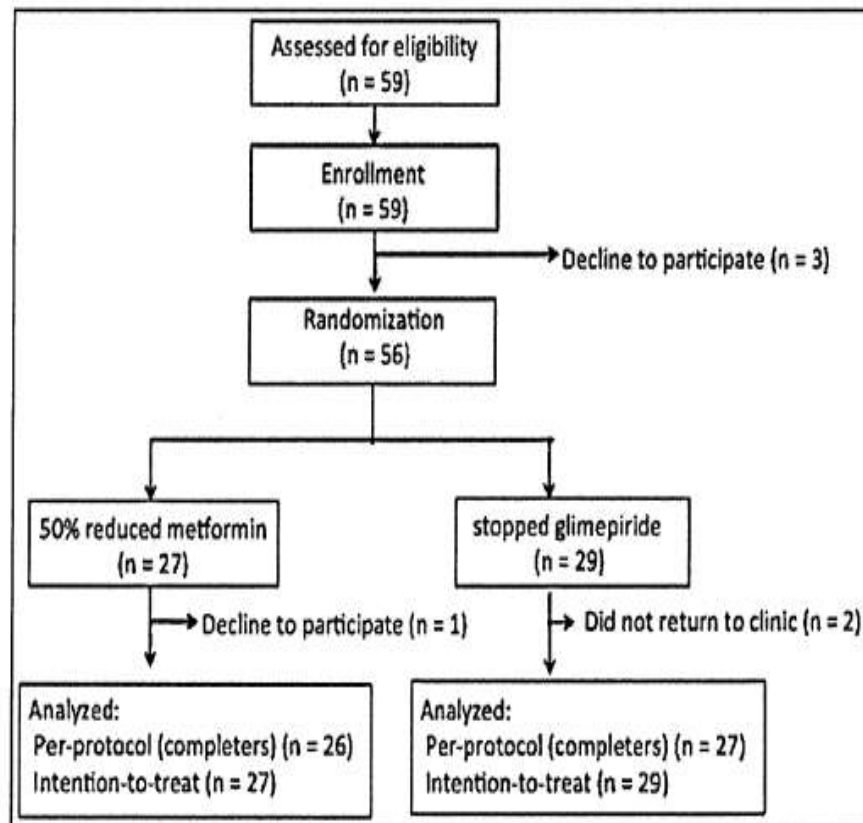 Assessed for eligibility
(n = 59)
Enrollment
(n = 59)
Decline to participate (n = 3)
Randomization
(n = 56)
50% reduced metformin
(n = 27)
stopped glimepiride
(n = 29)
Decline to participate (n = 1)
Did not return to clinic (n = 2)
Analyzed:
Per-protocol (completers) (n = 26)
Intention-to-treat (n = 27)
Analyzed:
Per-protocol (completers) (n = 27)
Intention-to-treat (n = 29)